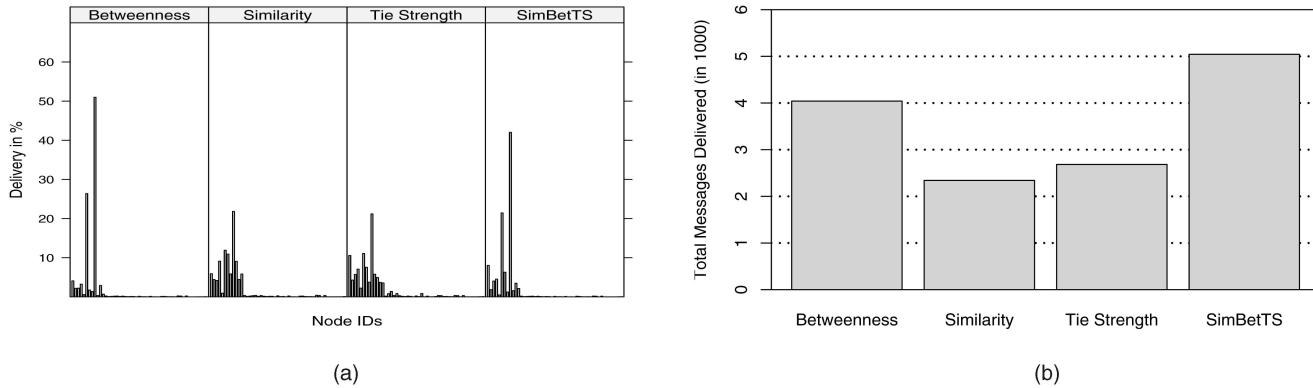 Betweenness Similarity Tie Strength SimBetTS
Delivery in %
60
50
40
30
20
10
Node IDs
(a)
Total Messages Delivered (in 1000)
6
5
4
3
2
1
0
Betweenness Similarity Tie Strength SimBetTS
(b)